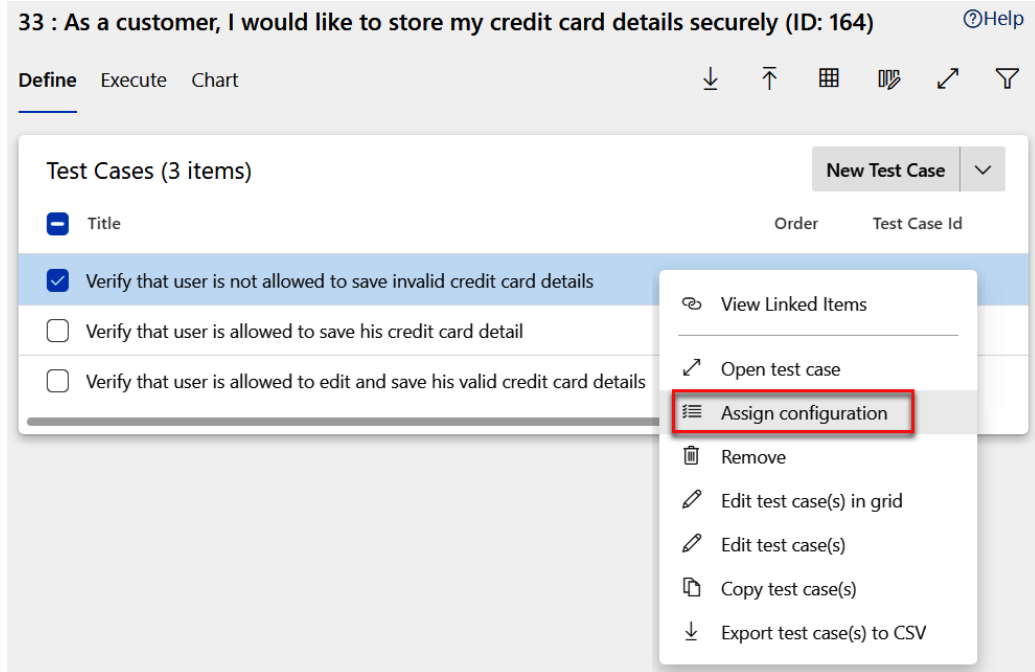 33 : As a customer, I would like to store my credit card details securely (ID: 164)
Help
Define Execute Chart
Test Cases (3 items)
New Test Case
Title Order Test Case Id
Verify that user is not allowed to save invalid credit card details
Verify that user is allowed to save his credit card detail
Verify that user is allowed to edit and save his valid credit card details
View Linked Items
Open test case
Assign configuration
Remove
Edit test case(s) in grid
Edit test case(s)
Copy test case(s)
Export test case(s) to CSV